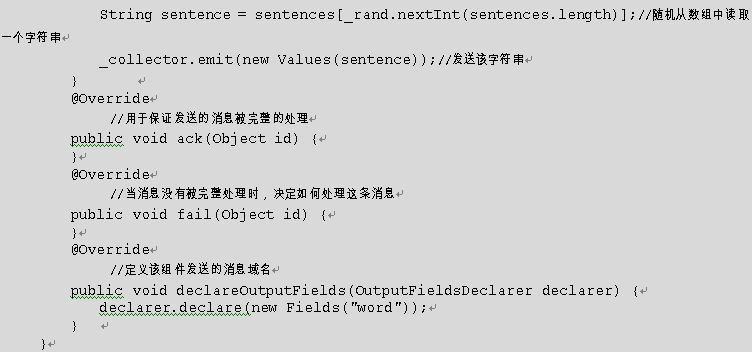 String sentence = sentences[_rand.nextInt(sentences.length)];//随机从数组中读取
一个字符串
_collector.emit(new Values(sentence));//发送该字符串
}
@Override
//用于保证发送的消息被完整的处理
public void ack(Object id) {
}
@Override
//当消息没有被完整处理时，决定如何处理这条消息
public void fail(Object id) {
}
@Override
//定义该组件发送的消息域名
public void declareOutputFields(OutputFieldsDeclarer declarer) {
declarer.declare(new Fields("word"));
}
}